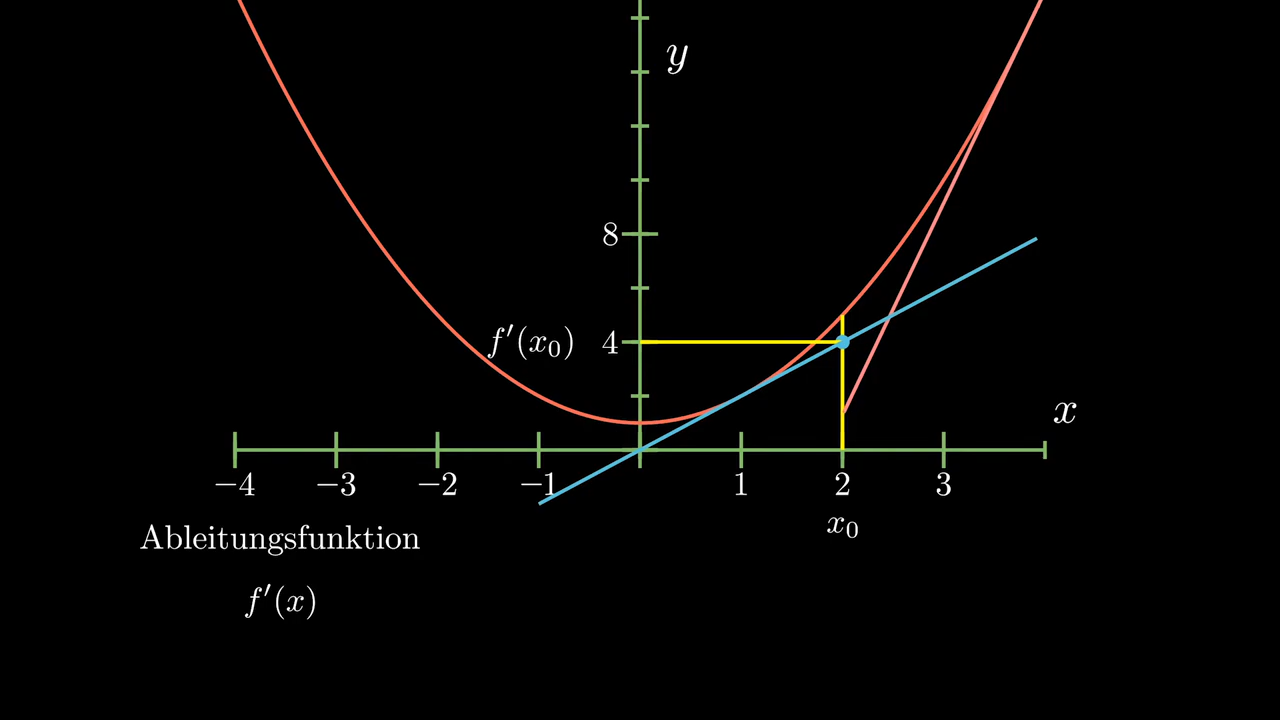 y
8
f′(x₀) 4
x
−4 −3 −2 −1 1 2 3
x₀
Ableitungsfunktion
f′(x)